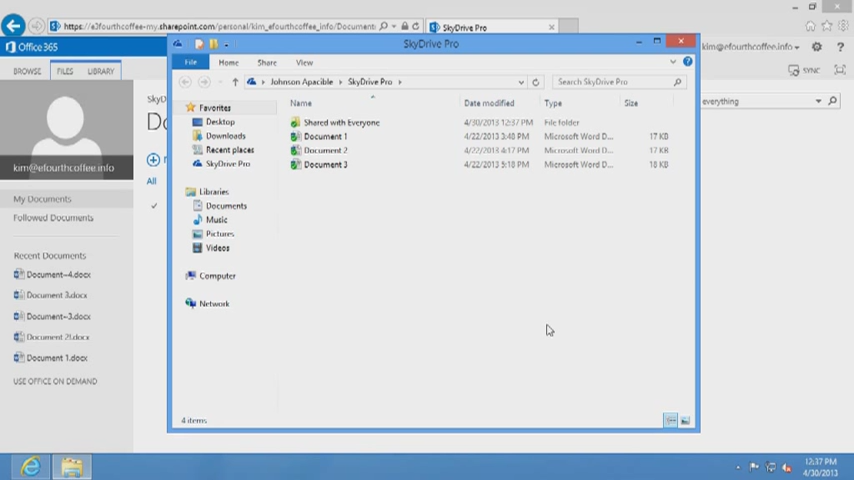 https://e3fourthcoffee-my.sharepoint.com/personal/kim_efourthcoffee_info/Document
SkyDrive Pro
Office 365
kim@efourthcoffee.info
SkyDrive Pro
BROWSE FILES LIBRARY
SYNC
File Home Share View
Johnson Apacible SkyDrive Pro
Search SkyDrive Pro
everything
SkyD
Do
All
kim@efourthcoffee.info
My Documents
Followed Documents
Recent Documents
Document~4.docx
Document 3.docx
Document~3.docx
Document 2!.docx
Document 1.docx
USE OFFICE ON DEMAND
Favorites
Desktop
Downloads
Recent places
SkyDrive Pro
Libraries
Documents
Music
Pictures
Videos
Computer
Network
Name Date modified Type Size
Shared with Everyone 4/30/2013 12:37 PM File folder
Document 1 4/22/2013 3:48 PM Microsoft Word D... 17 KB
Document 2 4/22/2013 4:17 PM Microsoft Word D... 17 KB
Document 3 4/22/2013 5:18 PM Microsoft Word D... 18 KB
4 items
12:37 PM
4/30/2013